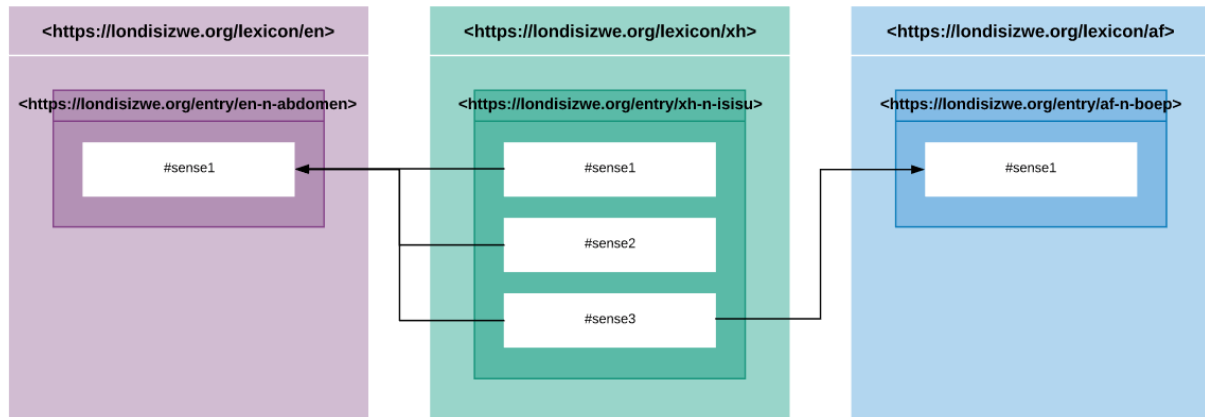 <https://londisizwe.org/lexicon/en>
<https://londisizwe.org/entry/en-n-abdomen>
#sense1
<https://londisizwe.org/lexicon/xh>
<https://londisizwe.org/entry/xh-n-isisu>
#sense1
#sense2
#sense3
<https://londisizwe.org/lexicon/af>
<https://londisizwe.org/entry/af-n-boep>
#sense1